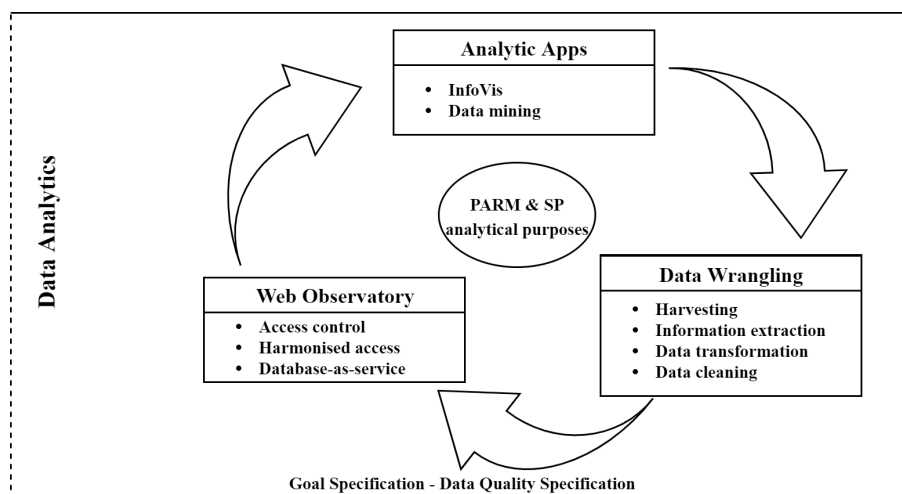 Analytic Apps
• InfoVis
• Data mining
Data Analytics
PARM & SP
analytical purposes
Web Observatory
• Access control
• Harmonised access
• Database-as-service
Data Wrangling
• Harvesting
• Information extraction
• Data transformation
• Data cleaning
Goal Specification - Data Quality Specification